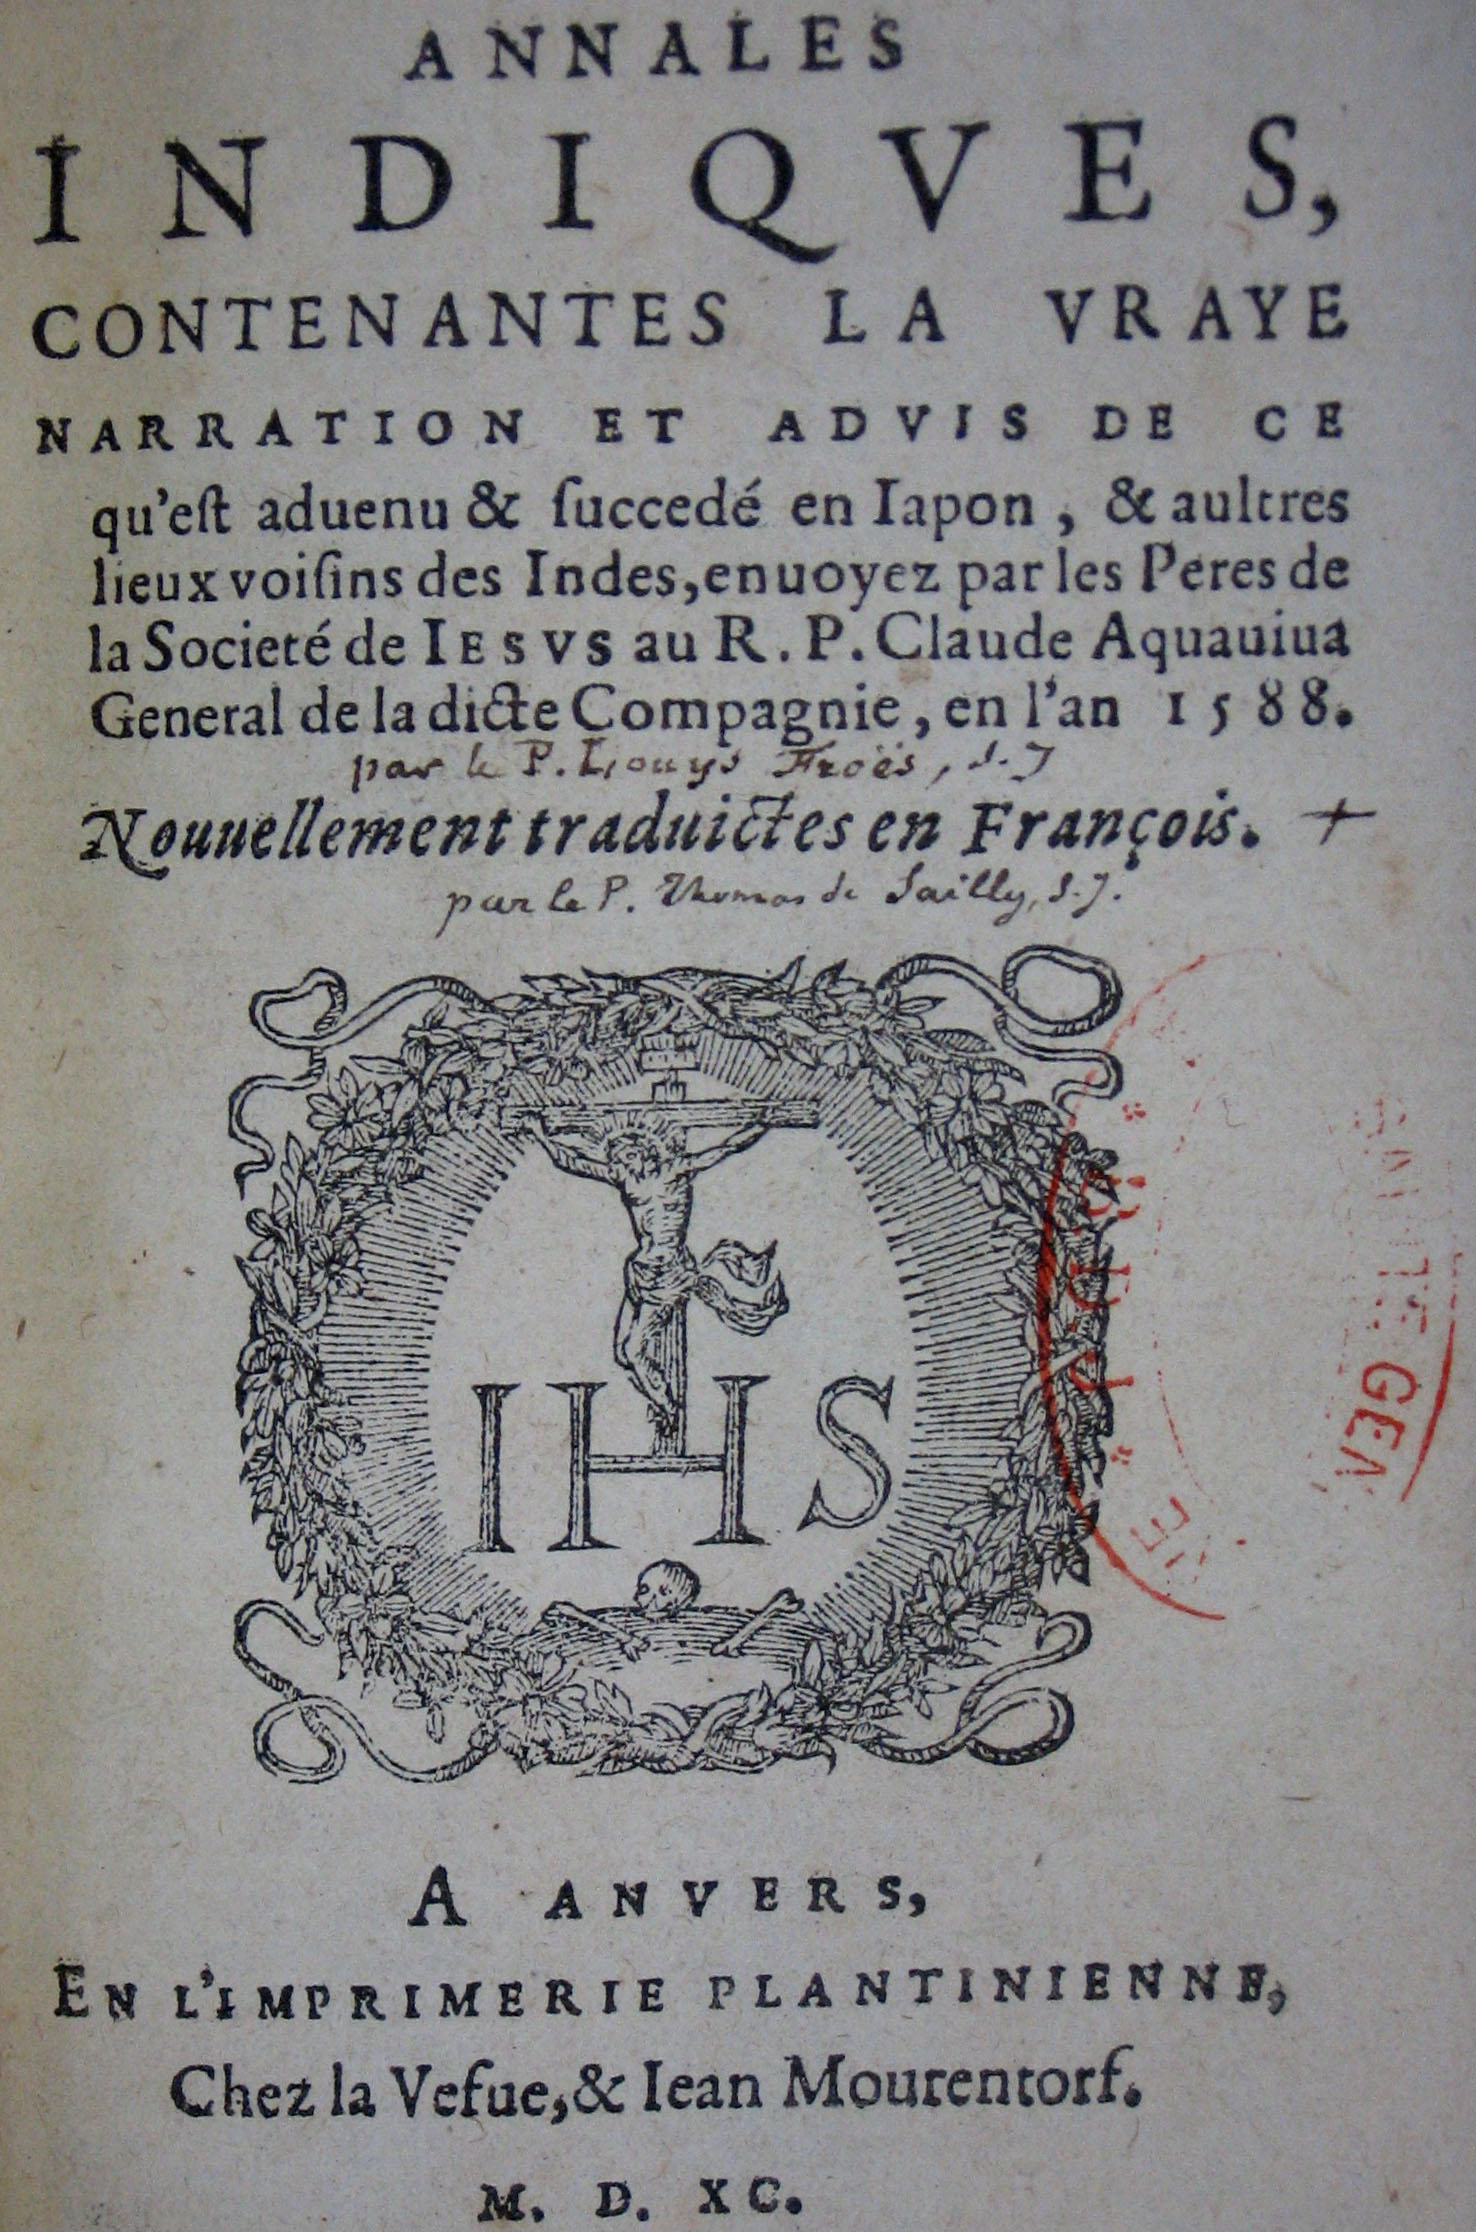 ANNALES
INDIQVES,
CONTENANTES LA VRAYE
NARRATION ET ADVIS DE CE
qu'eſt aduenu & ſuccedé en Iapon, & aultres
lieux voiſins des Indes, enuoyez par les Peres de
la Societé de IESVS au R. P. Claude Aquauiua
General de la dicte Compagnie, en l'an 1588.
par le P. Louys Froës, S.J
Nouuellement traduictes en François. +
par le P. Thomas de Sailly, S.J.
IHS
GEN
A ANVERS,
EN L'IMPRIMERIE PLANTINIENNE,
Chez la Vefue, & Iean Mourentorf.
M. D. XC.